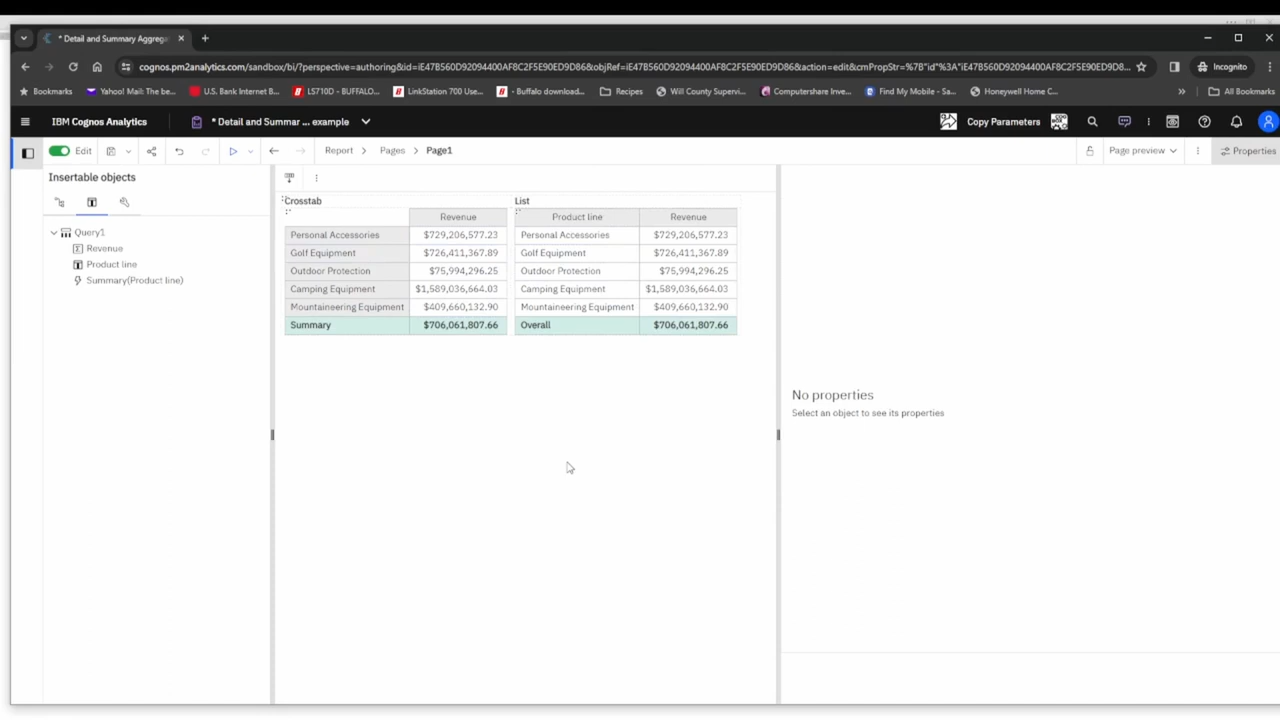 * Detail and Summary Aggrega
cognos.pm2analytics.com/sandbox/bi/?perspective=authoring&id=iE47B560D92094400AF8C2F5E90ED9D86&objRef=iE47B560D92094400AF8C2F5E90ED9D86&action=edit&cmPropStr=%7B"id"%3A"iE47B560D92094400AF8C2F5E90ED9D8...
Incognito
Bookmarks
Yahoo! Mail: The be...
U.S. Bank Internet B...
LS710D - BUFFALO...
LinkStation 700 Use...
- Buffalo download...
Recipes
Will County Supervi...
Computershare Inve...
Find My Mobile - Sa...
Honeywell Home C...
All Bookmarks
IBM Cognos Analytics
* Detail and Summar ... example
Copy Parameters
Edit
Report
Pages
Page1
Page preview
Properties
Insertable objects
Query1
Revenue
Product line
Summary(Product line)
Crosstab
Revenue
Personal Accessories $729,206,577.23
Golf Equipment $726,411,367.89
Outdoor Protection $75,994,296.25
Camping Equipment $1,589,036,664.03
Mountaineering Equipment $409,660,132.90
Summary $706,061,807.66
List
Product line Revenue
Personal Accessories $729,206,577.23
Golf Equipment $726,411,367.89
Outdoor Protection $75,994,296.25
Camping Equipment $1,589,036,664.03
Mountaineering Equipment $409,660,132.90
Overall $706,061,807.66
No properties
Select an object to see its properties